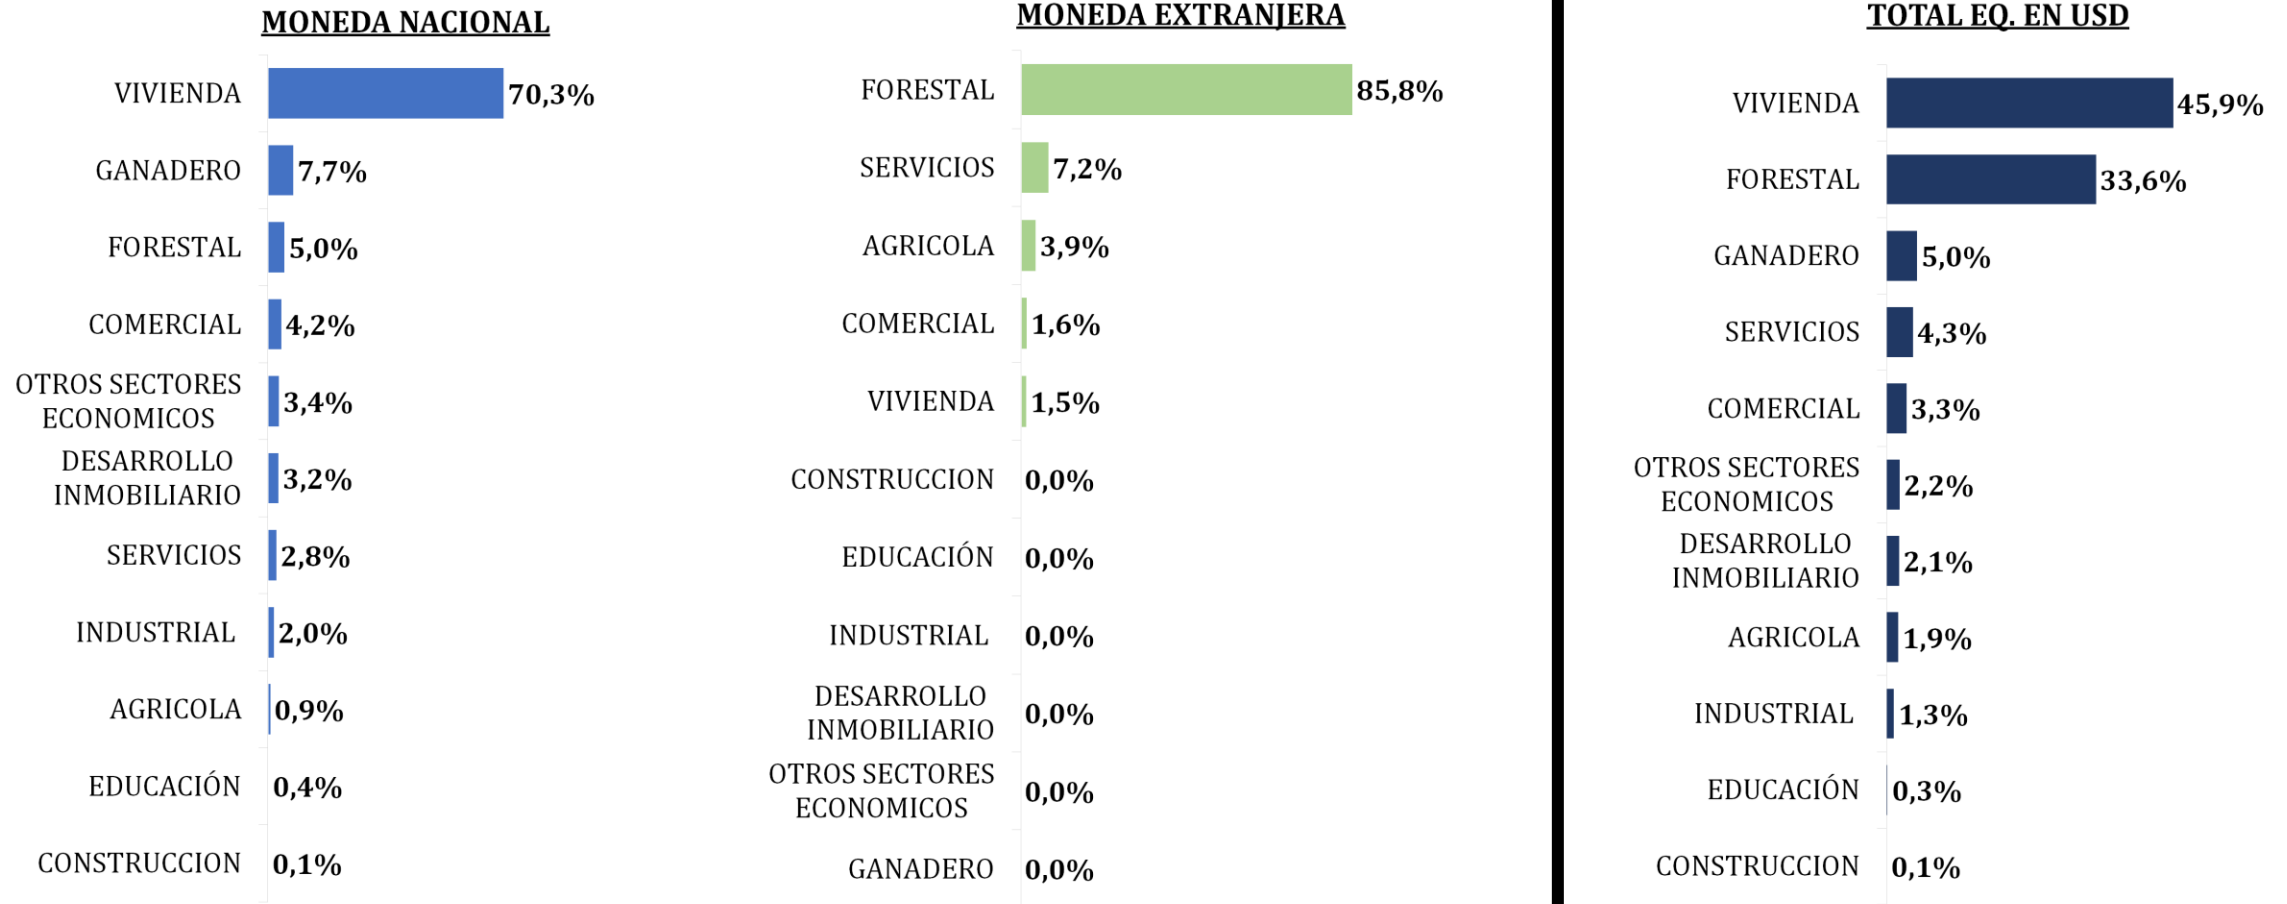 MONEDA NACIONAL
VIVIENDA 70,3%
GANADERO 7,7%
FORESTAL 5,0%
COMERCIAL 4,2%
OTROS SECTORES
ECONOMICOS 3,4%
DESARROLLO
INMOBILIARIO 3,2%
SERVICIOS 2,8%
INDUSTRIAL 2,0%
AGRICOLA 0,9%
EDUCACIÓN 0,4%
CONSTRUCCION 0,1%
MONEDA EXTRANJERA
FORESTAL 85,8%
SERVICIOS 7,2%
AGRICOLA 3,9%
COMERCIAL 1,6%
VIVIENDA 1,5%
CONSTRUCCION 0,0%
EDUCACIÓN 0,0%
INDUSTRIAL 0,0%
DESARROLLO
INMOBILIARIO 0,0%
OTROS SECTORES
ECONOMICOS 0,0%
GANADERO 0,0%
TOTAL EQ. EN USD
VIVIENDA 45,9%
FORESTAL 33,6%
GANADERO 5,0%
SERVICIOS 4,3%
COMERCIAL 3,3%
OTROS SECTORES
ECONOMICOS 2,2%
DESARROLLO
INMOBILIARIO 2,1%
AGRICOLA 1,9%
INDUSTRIAL 1,3%
EDUCACIÓN 0,3%
CONSTRUCCION 0,1%